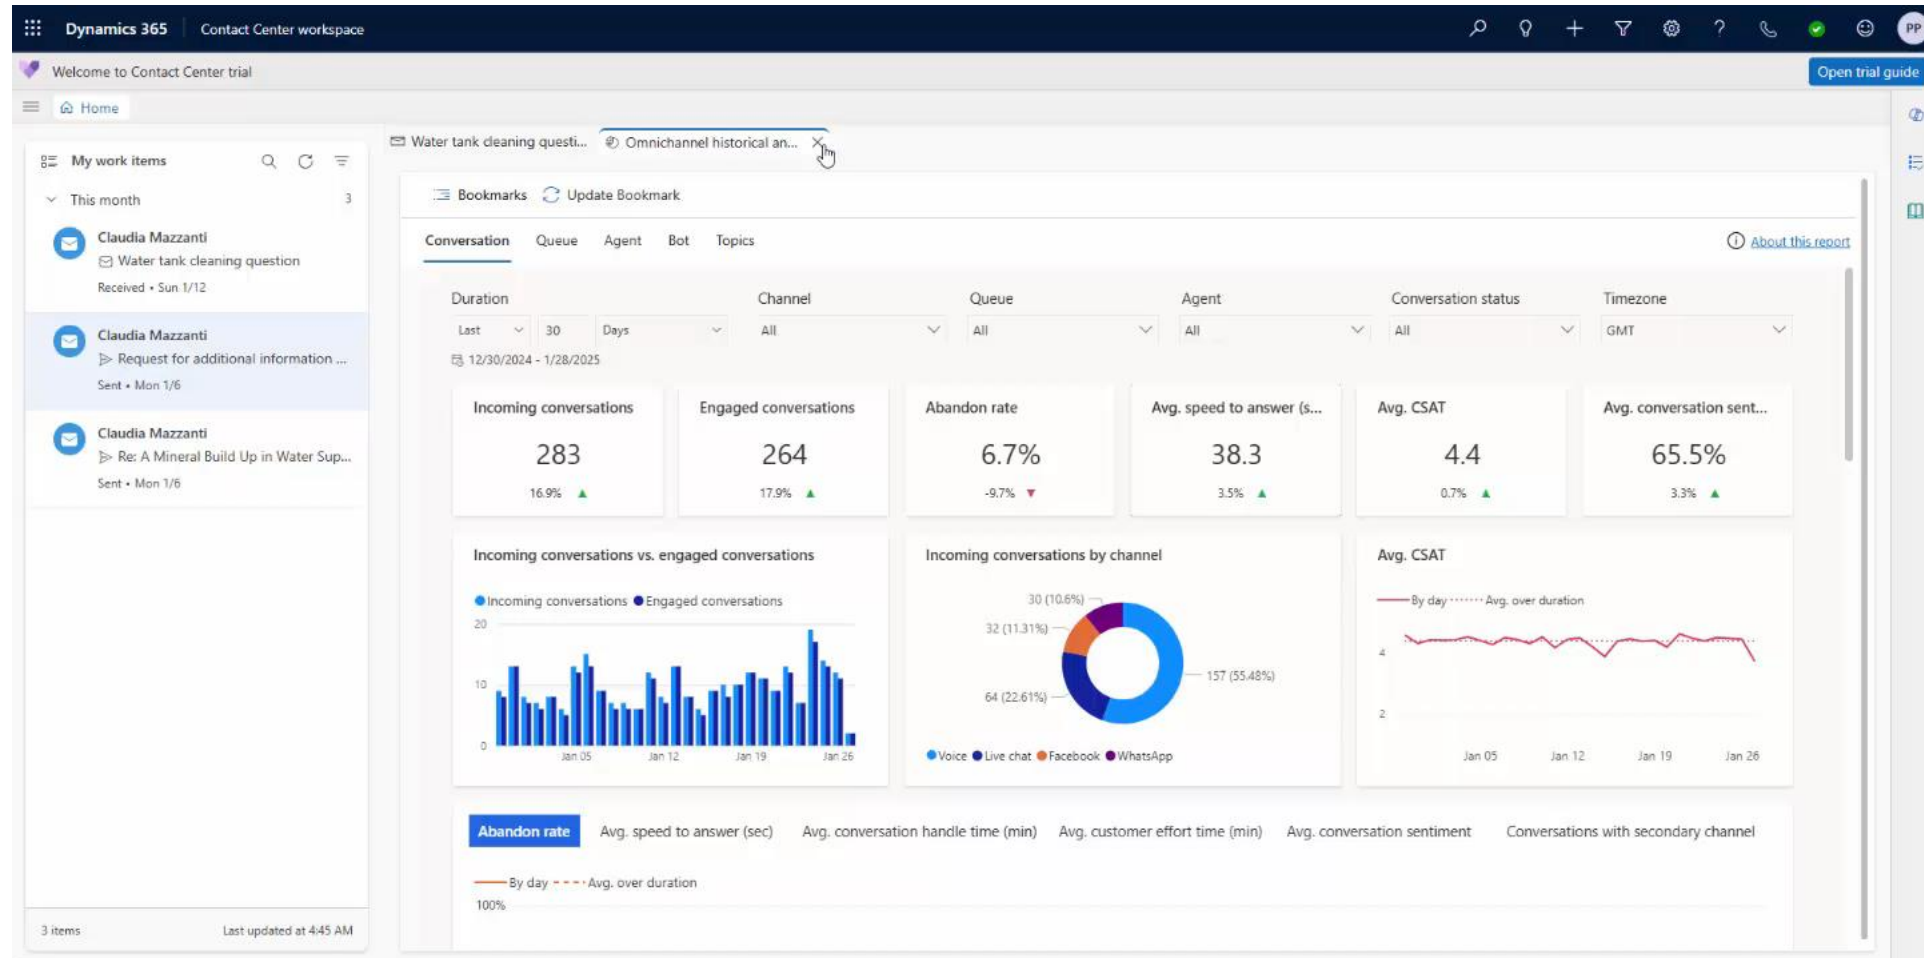 Dynamics 365 Contact Center workspace PP
Welcome to Contact Center trial Open trial guide
Home
My work items
This month 3
Claudia Mazzanti
Water tank cleaning question
Received • Sun 1/12
Claudia Mazzanti
Request for additional information ...
Sent • Mon 1/6
Claudia Mazzanti
Re: A Mineral Build Up in Water Sup...
Sent • Mon 1/6
3 items Last updated at 4:45 AM
Water tank cleaning questi... Omnichannel historical an...
Bookmarks Update Bookmark
Conversation Queue Agent Bot Topics About this report
Duration Channel Queue Agent Conversation status Timezone
Last 30 Days All All All All GMT
12/30/2024 - 1/28/2025
Incoming conversations
283
16.9%
Engaged conversations
264
17.9%
Abandon rate
6.7%
-9.7%
Avg. speed to answer (s...
38.3
3.5%
Avg. CSAT
4.4
0.7%
Avg. conversation sent...
65.5%
3.3%
Incoming conversations vs. engaged conversations
Incoming conversations Engaged conversations
20
10
0
Jan 05 Jan 12 Jan 19 Jan 26
Incoming conversations by channel
30 (10.6%)
32 (11.31%)
157 (55.48%)
64 (22.61%)
Voice Live chat Facebook WhatsApp
Avg. CSAT
By day Avg. over duration
4
2
Jan 05 Jan 12 Jan 19 Jan 26
Abandon rate Avg. speed to answer (sec) Avg. conversation handle time (min) Avg. customer effort time (min) Avg. conversation sentiment Conversations with secondary channel
By day Avg. over duration
100%